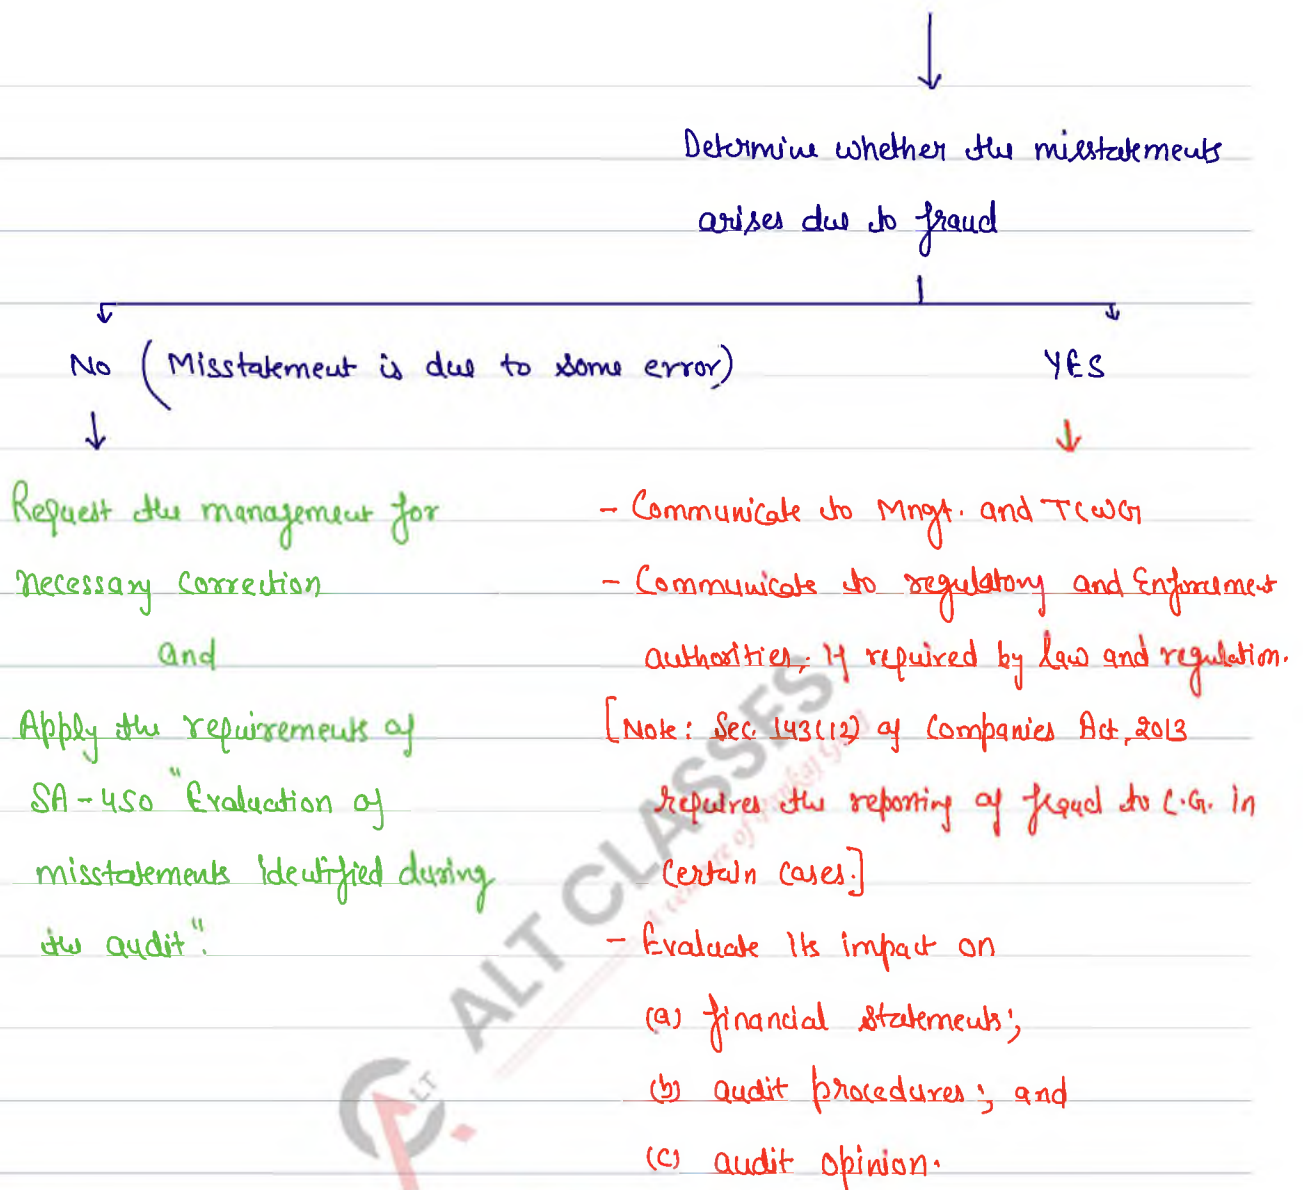 Determine whether the misstatements
arises due to fraud
No (Misstatement is due to some error)
YES
Request the management for
necessary correction
and
Apply the requirements of
SA-450 "Evaluation of
misstatements identified during
the audit".
- Communicate to Mngt. and TCWG
- Communicate to regulatory and Enforcement
authorities, if required by law and regulation.
[Note: Sec. 143(12) of Companies Act, 2013
requires the reporting of fraud to C.G. in
certain cases.]
- Evaluate its impact on
(a) financial statements;
(b) audit procedures; and
(c) audit opinion.
ALT CLASSES
ALT